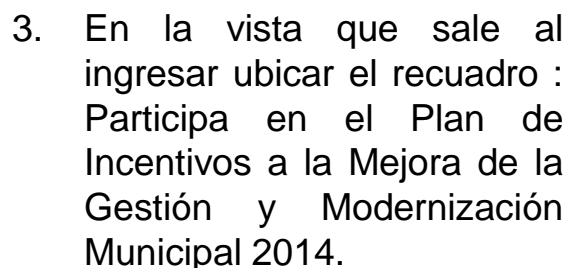 3. En la vista que sale al
ingresar ubicar el recuadro :
Participa en el Plan de
Incentivos a la Mejora de la
Gestión y Modernización
Municipal 2014.